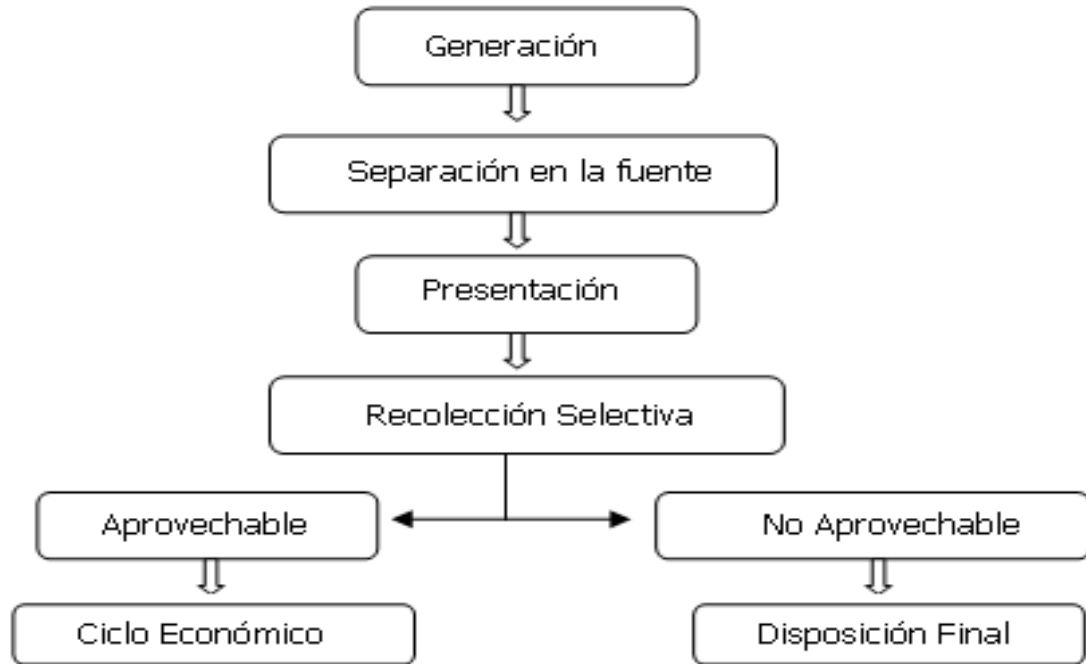 Generación
Separación en la fuente
Presentación
Recolección Selectiva
Aprovechable
No Aprovechable
Ciclo Económico
Disposición Final